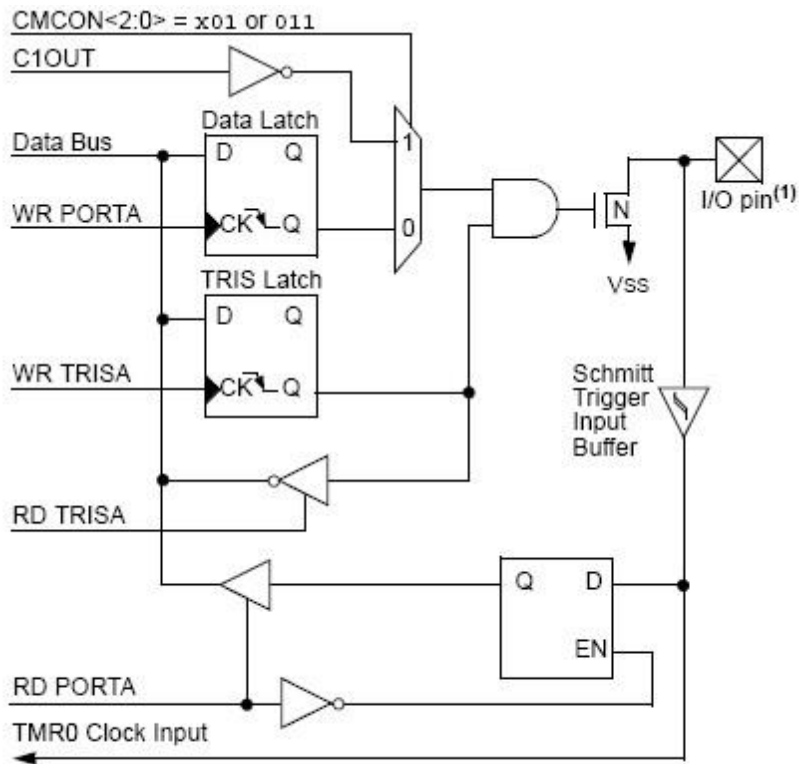 CMCON<2:0> = x01 or 011
C1OUT
Data Latch
Data Bus
D Q
1
WR PORTA
CK Q
0
N
I/O pin(1)
VSS
TRIS Latch
D Q
WR TRISA
CK Q
Schmitt
Trigger
Input
Buffer
RD TRISA
Q D
EN
RD PORTA
TMR0 Clock Input